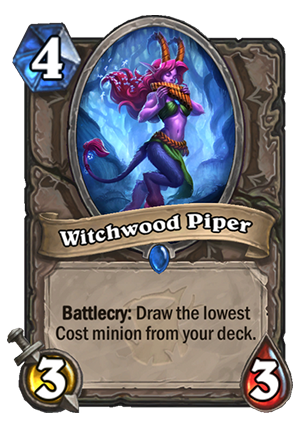 4
Witchwood Piper
Battlecry: Draw the lowest
Cost minion from your deck.
3 3